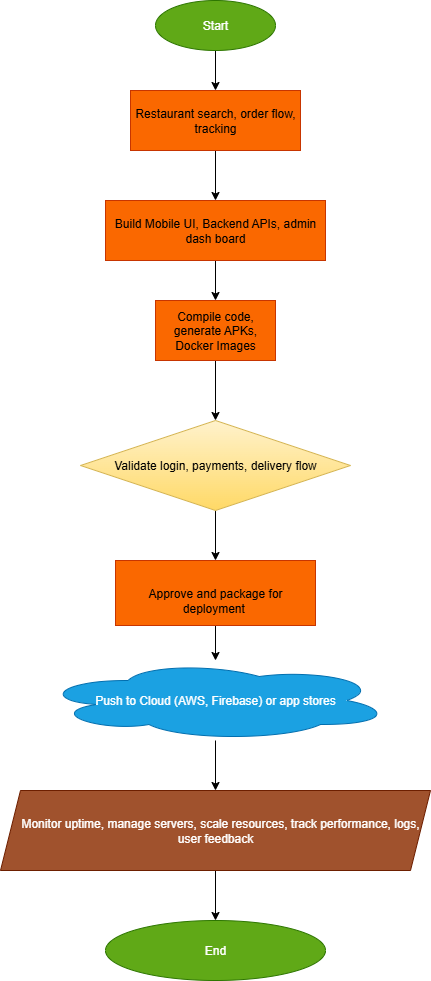 Start
Restaurant search, order flow,
tracking
Build Mobile UI, Backend APIs, admin
dash board
Compile code,
generate APKs,
Docker Images
Validate login, payments, delivery flow
Approve and package for
deployment
Push to Cloud (AWS, Firebase) or app stores
Monitor uptime, manage servers, scale resources, track performance, logs,
user feedback
End